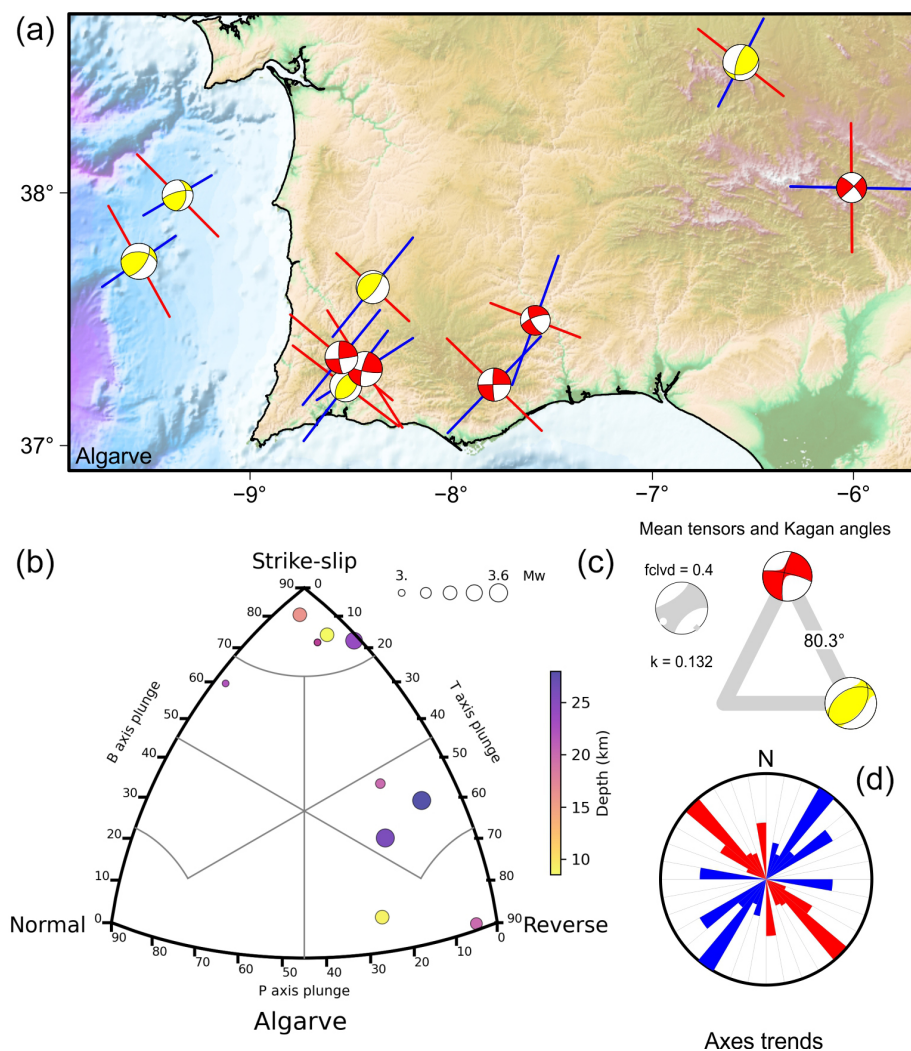 (a)
38°
37°
Algarve
−9°
−8°
−7°
−6°
Mean tensors and Kagan angles
(b)
Strike-slip
3.
3.6
Mw
(c)
fclvd = 0.4
k = 0.132
80.3°
90
80
70
60
50
40
30
20
10
0
B axis plunge
0
10
20
30
40
50
60
70
80
90
T axis plunge
25
20
15
10
Depth (km)
Normal
Reverse
90
80
70
60
50
40
30
20
10
0
P axis plunge
Algarve
(d)
N
Axes trends